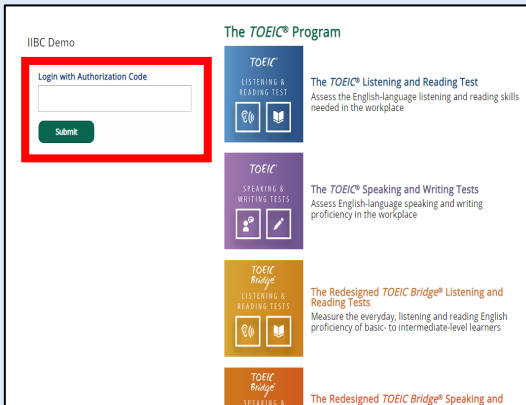 IIBC Demo
Login with Authorization Code
Submit
The TOEIC® Program
TOEIC
LISTENING &
READING TEST
The TOEIC® Listening and Reading Test
Assess the English-language listening and reading skills
needed in the workplace
TOEIC
SPEAKING &
WRITING TESTS
The TOEIC® Speaking and Writing Tests
Assess English-language speaking and writing
proficiency in the workplace
TOEIC
Bridge
LISTENING &
READING TESTS
The Redesigned TOEIC Bridge® Listening and
Reading Tests
Measure the everyday, listening and reading English
proficiency of basic- to intermediate-level learners
TOEIC
Bridge
SPEAKING &
The Redesigned TOEIC Bridge® Speaking and